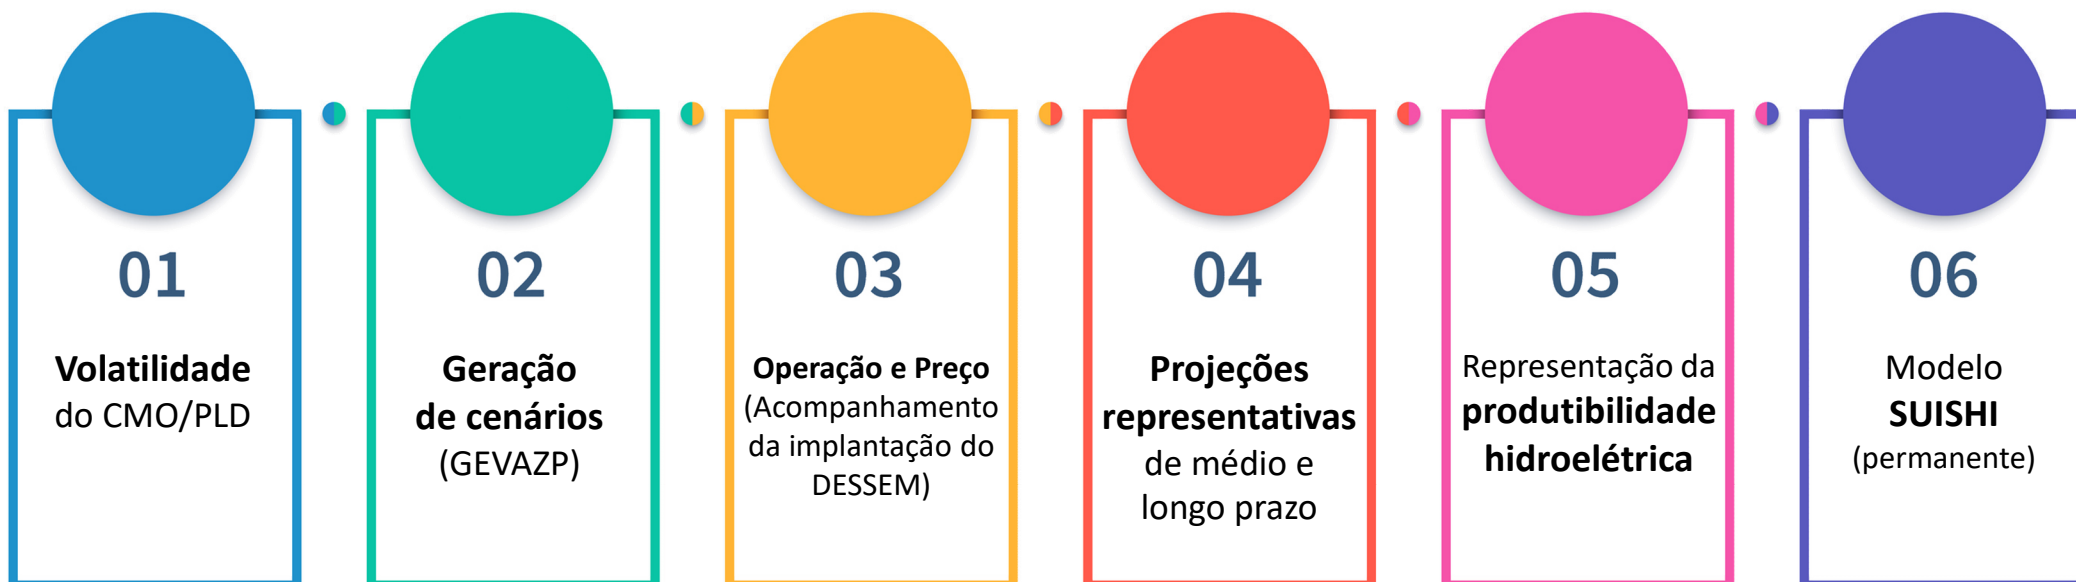 01
Volatilidade
do CMO/PLD
02
Geração
de cenários
(GEVAZP)
03
Operação e Preço
(Acompanhamento
da implantação do
DESSEM)
04
Projeções
representativas
de médio e
longo prazo
05
Representação da
produtibilidade
hidroelétrica
06
Modelo
SUISHI
(permanente)